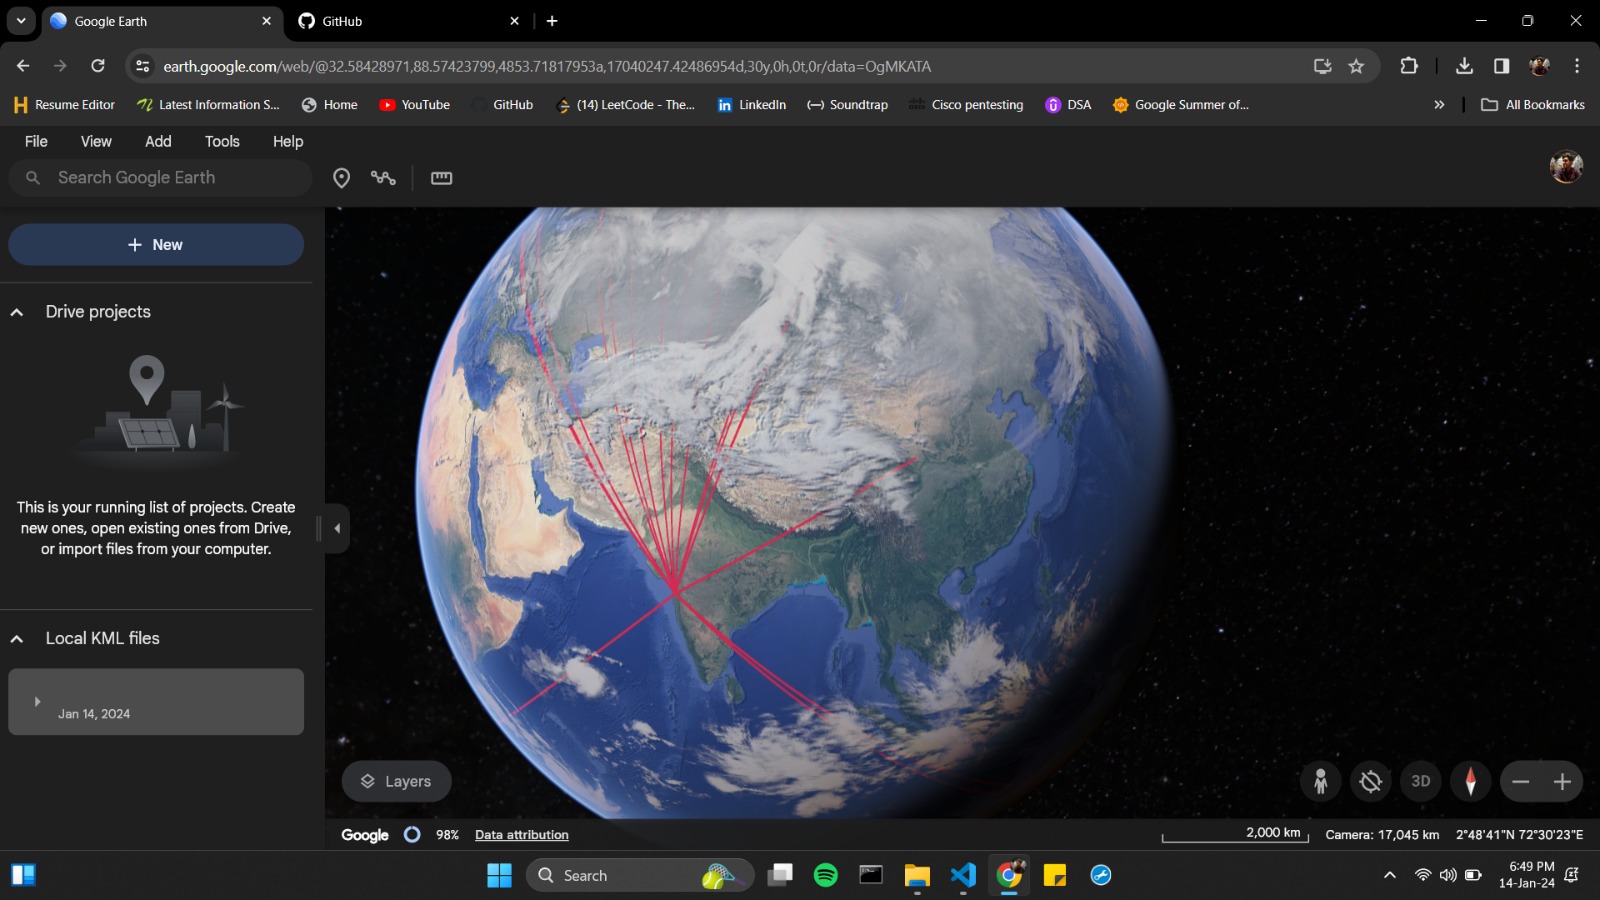 Google Earth
GitHub
earth.google.com/web/@32.58428971,88.57423799,4853.71817953a,17040247.42486954d,30y,0h,0t,0r/data=OgMKATA
Resume Editor
Latest Information S...
Home
YouTube
GitHub
(14) LeetCode - The...
LinkedIn
Soundtrap
Cisco pentesting
DSA
Google Summer of...
»
All Bookmarks
File View Add Tools Help
Search Google Earth
+ New
Drive projects
This is your running list of projects. Create
new ones, open existing ones from Drive,
or import files from your computer.
Local KML files
Jan 14, 2024
Layers
3D
Google 98% Data attribution
2,000 km Camera: 17,045 km 2°48'41"N 72°30'23"E
Search
6:49 PM
14-Jan-24